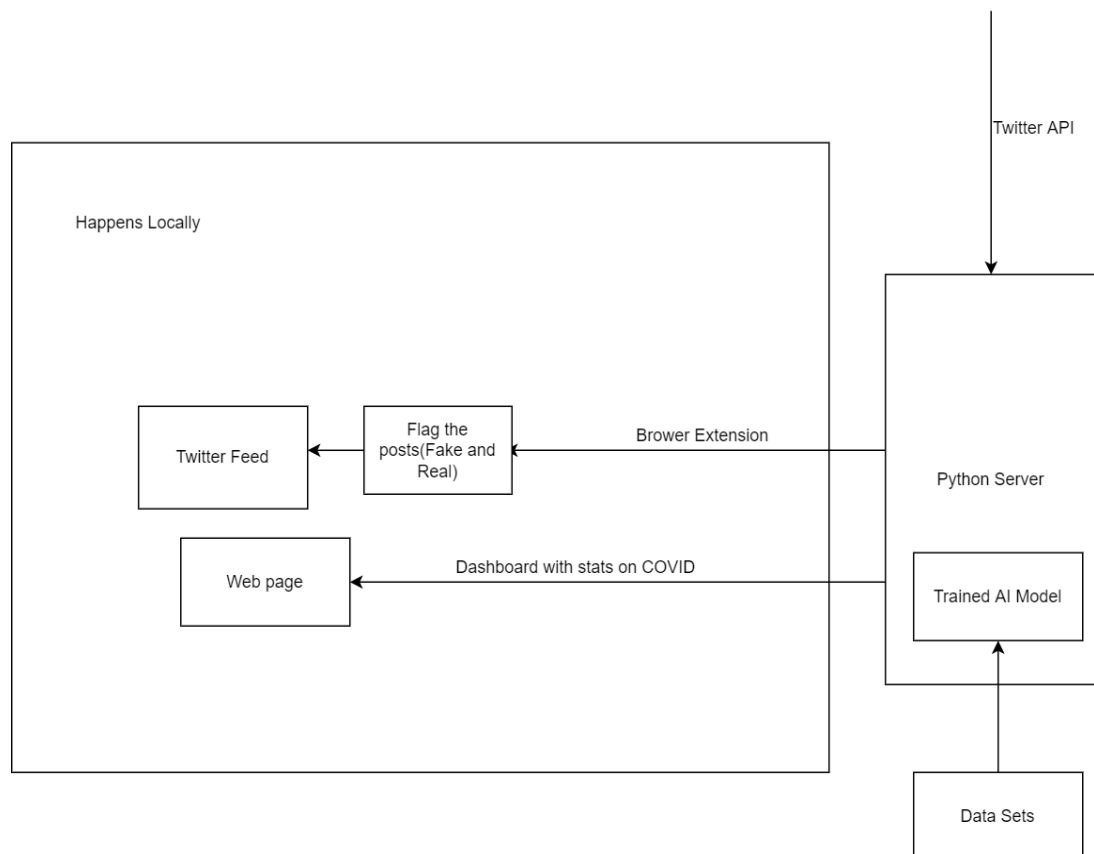 Twitter API
Happens Locally
Twitter Feed
Flag the
posts(Fake and
Real)
Brower Extension
Python Server
Web page
Dashboard with stats on COVID
Trained AI Model
Data Sets